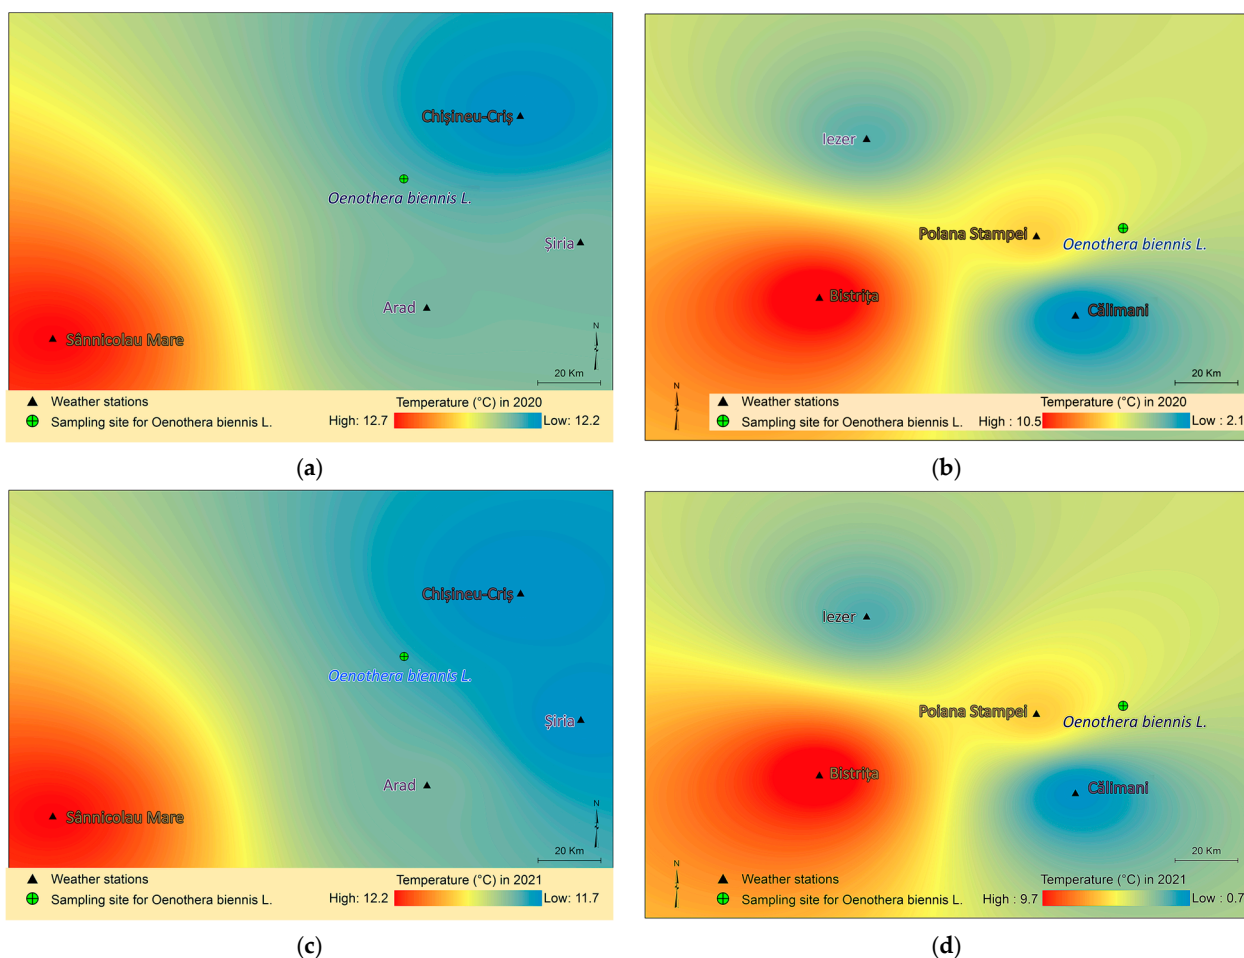 Chișineu-Criș
Oenothera biennis L.
Șiria
Arad
Sânnicolau Mare
N
20 Km
Weather stations
Temperature (°C) in 2020
Sampling site for Oenothera biennis L.
High: 12.7
Low: 12.2
(a)
Iezer
Poiana Stampei
Oenothera biennis L.
Bistrița
Călimani
N
20 Km
Weather stations
Temperature (°C) in 2020
Sampling site for Oenothera biennis L.
High : 10.5
Low : 2.1
(b)
Chișineu-Criș
Oenothera biennis L.
Șiria
Arad
Sânnicolau Mare
N
20 Km
Weather stations
Temperature (°C) in 2021
Sampling site for Oenothera biennis L.
High: 12.2
Low: 11.7
(c)
Iezer
Poiana Stampei
Oenothera biennis L.
Bistrița
Călimani
N
20 Km
Weather stations
Temperature (°C) in 2021
Sampling site for Oenothera biennis L.
High : 9.7
Low : 0.7
(d)